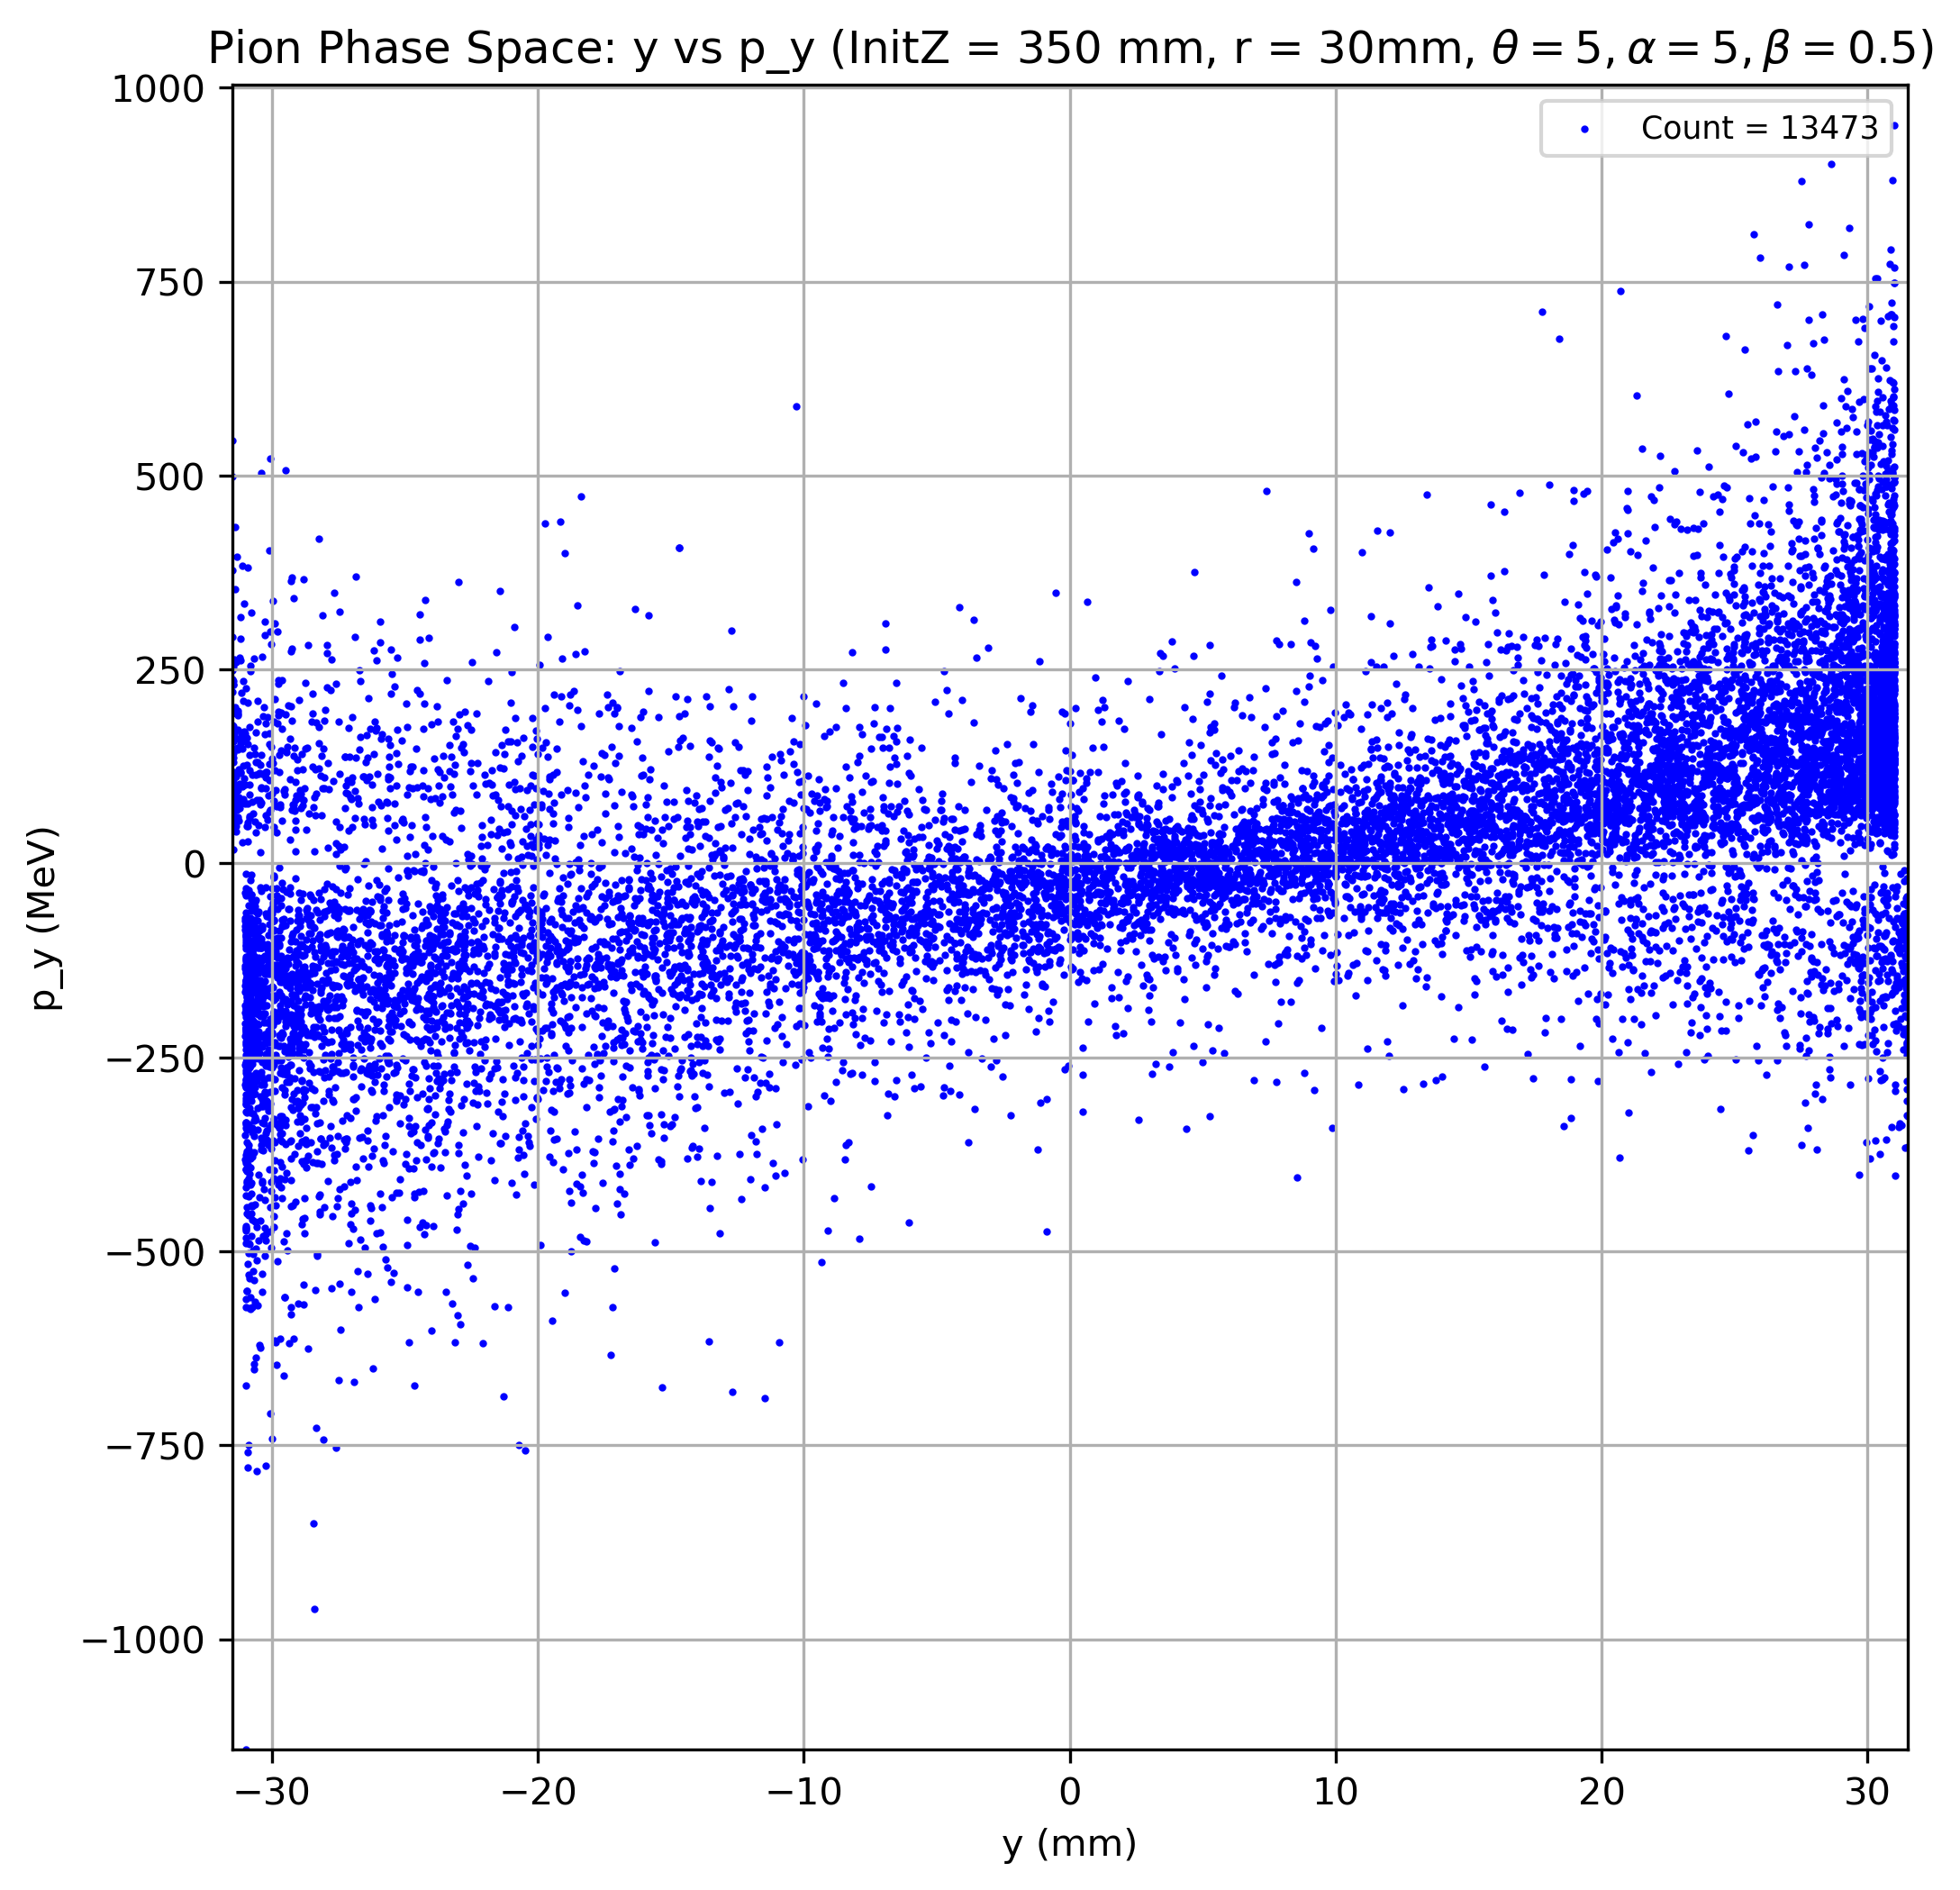 Pion Phase Space: y vs p_y (InitZ = 350 mm, r = 30mm, θ = 5, α = 5, β = 0.5)
Count = 13473
1000
750
500
250
0
−250
−500
−750
−1000
p_y (MeV)
−30 −20 −10 0 10 20 30
y (mm)